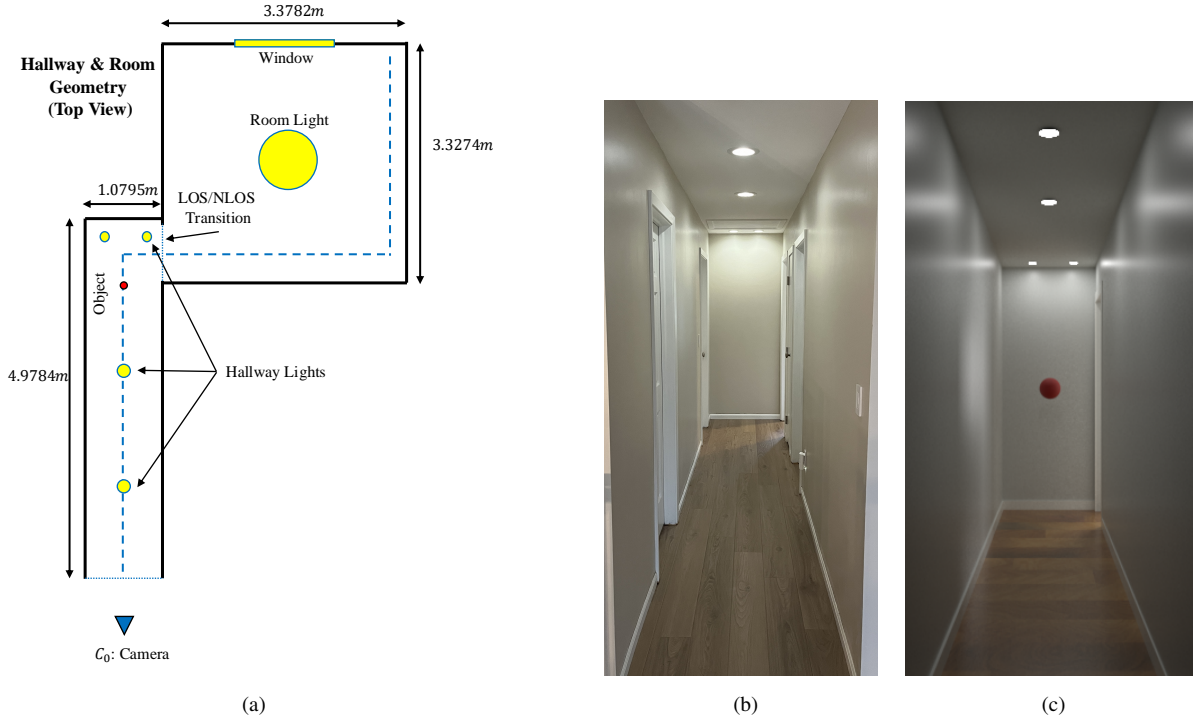 3.3782m
Hallway & Room
Geometry
(Top View)
Window
Room Light
3.3274m
1.0795m
LOS/NLOS
Transition
Object
4.9784m
Hallway Lights
C₀: Camera
(a)
(b)
(c)